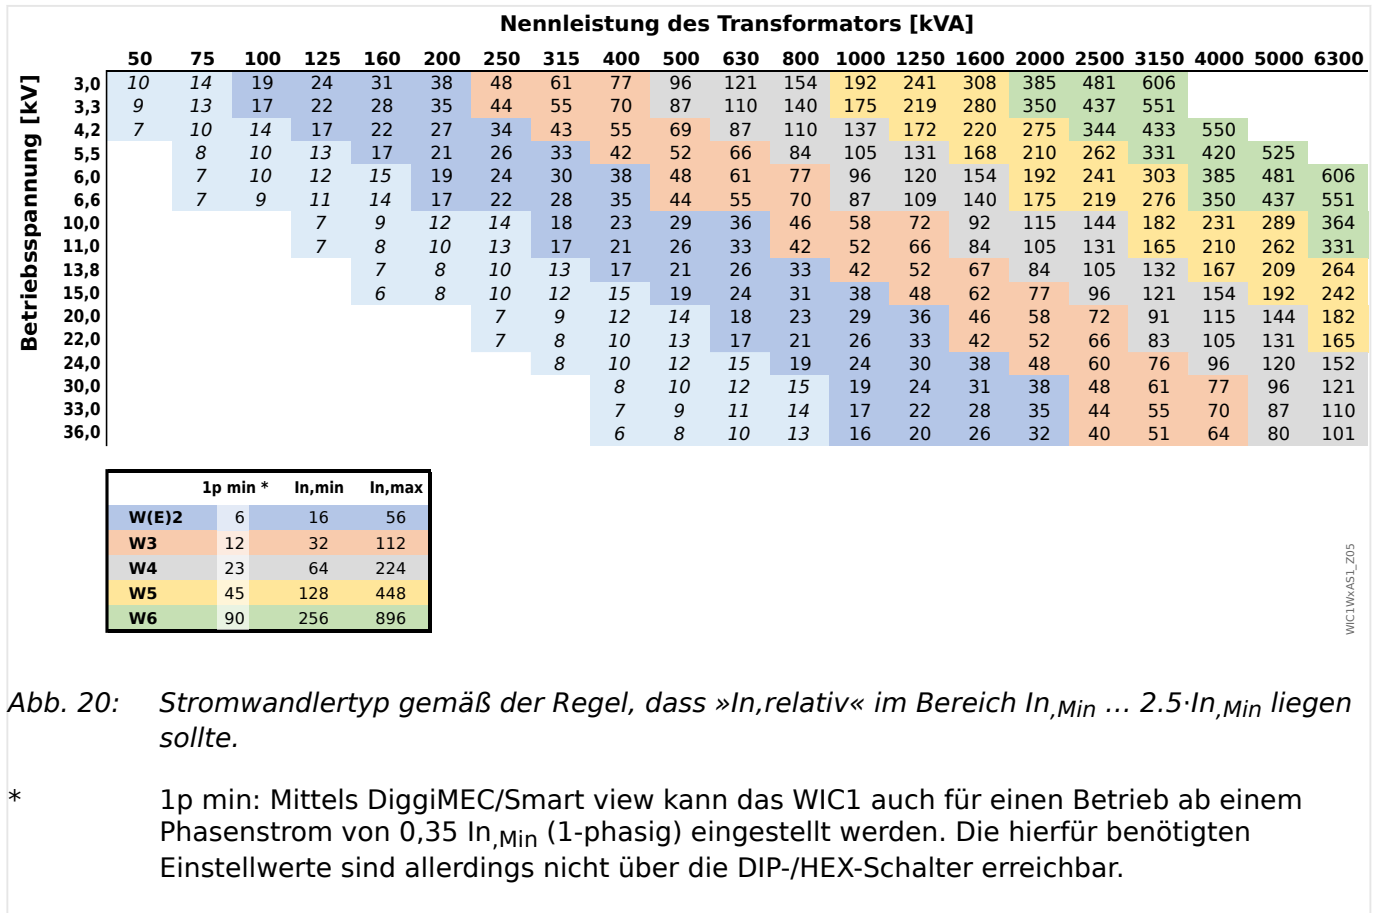 Nennleistung des Transformators [kVA]
50 75 100 125 160 200 250 315 400 500 630 800 1000 1250 1600 2000 2500 3150 4000 5000 6300
Betriebsspannung [kV]
3,0 10 14 19 24 31 38 48 61 77 96 121 154 192 241 308 385 481 606
3,3 9 13 17 22 28 35 44 55 70 87 110 140 175 219 280 350 437 551
4,2 7 10 14 17 22 27 34 43 55 69 87 110 137 172 220 275 344 433 550
5,5 8 10 13 17 21 26 33 42 52 66 84 105 131 168 210 262 331 420 525
6,0 7 10 12 15 19 24 30 38 48 61 77 96 120 154 192 241 303 385 481 606
6,6 7 9 11 14 17 22 28 35 44 55 70 87 109 140 175 219 276 350 437 551
10,0 7 9 12 14 18 23 29 36 46 58 72 92 115 144 182 231 289 364
11,0 7 8 10 13 17 21 26 33 42 52 66 84 105 131 165 210 262 331
13,8 7 8 10 13 17 21 26 33 42 52 67 84 105 132 167 209 264
15,0 6 8 10 12 15 19 24 31 38 48 62 77 96 121 154 192 242
20,0 7 9 12 14 18 23 29 36 46 58 72 91 115 144 182
22,0 7 8 10 13 17 21 26 33 42 52 66 83 105 131 165
24,0 8 10 12 15 19 24 30 38 48 60 76 96 120 152
30,0 8 10 12 15 19 24 31 38 48 61 77 96 121
33,0 7 9 11 14 17 22 28 35 44 55 70 87 110
36,0 6 8 10 13 16 20 26 32 40 51 64 80 101
1p min * In,min In,max
W(E)2 6 16 56
W3 12 32 112
W4 23 64 224
W5 45 128 448
W6 90 256 896
WIC1WxAS1_Z05
Abb. 20: Stromwandlertyp gemäß der Regel, dass »In,relativ« im Bereich In,Min … 2.5·In,Min liegen
sollte.
* 1p min: Mittels DiggiMEC/Smart view kann das WIC1 auch für einen Betrieb ab einem
Phasenstrom von 0,35 In,Min (1-phasig) eingestellt werden. Die hierfür benötigten
Einstellwerte sind allerdings nicht über die DIP-/HEX-Schalter erreichbar.